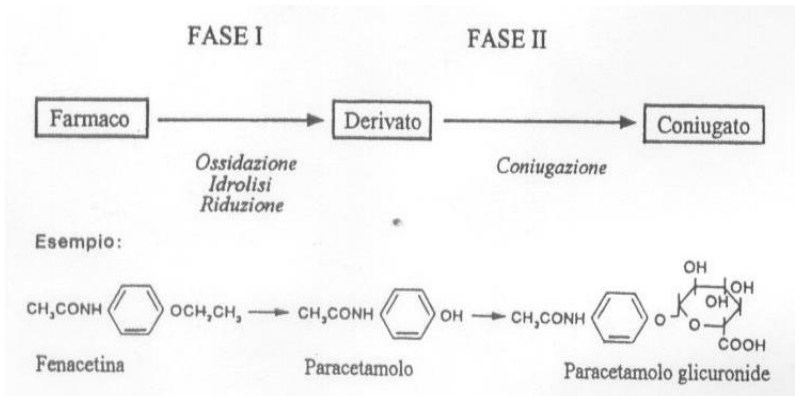 FASE I FASE II
Farmaco Derivato Coniugato
Ossidazione
Idrolisi
Riduzione
Coniugazione
Esempio:
CH₃CONH OCH₂CH₃ CH₃CONH OH CH₃CONH O O OH OH OH COOH
Fenacetina Paracetamolo Paracetamolo glicuronide